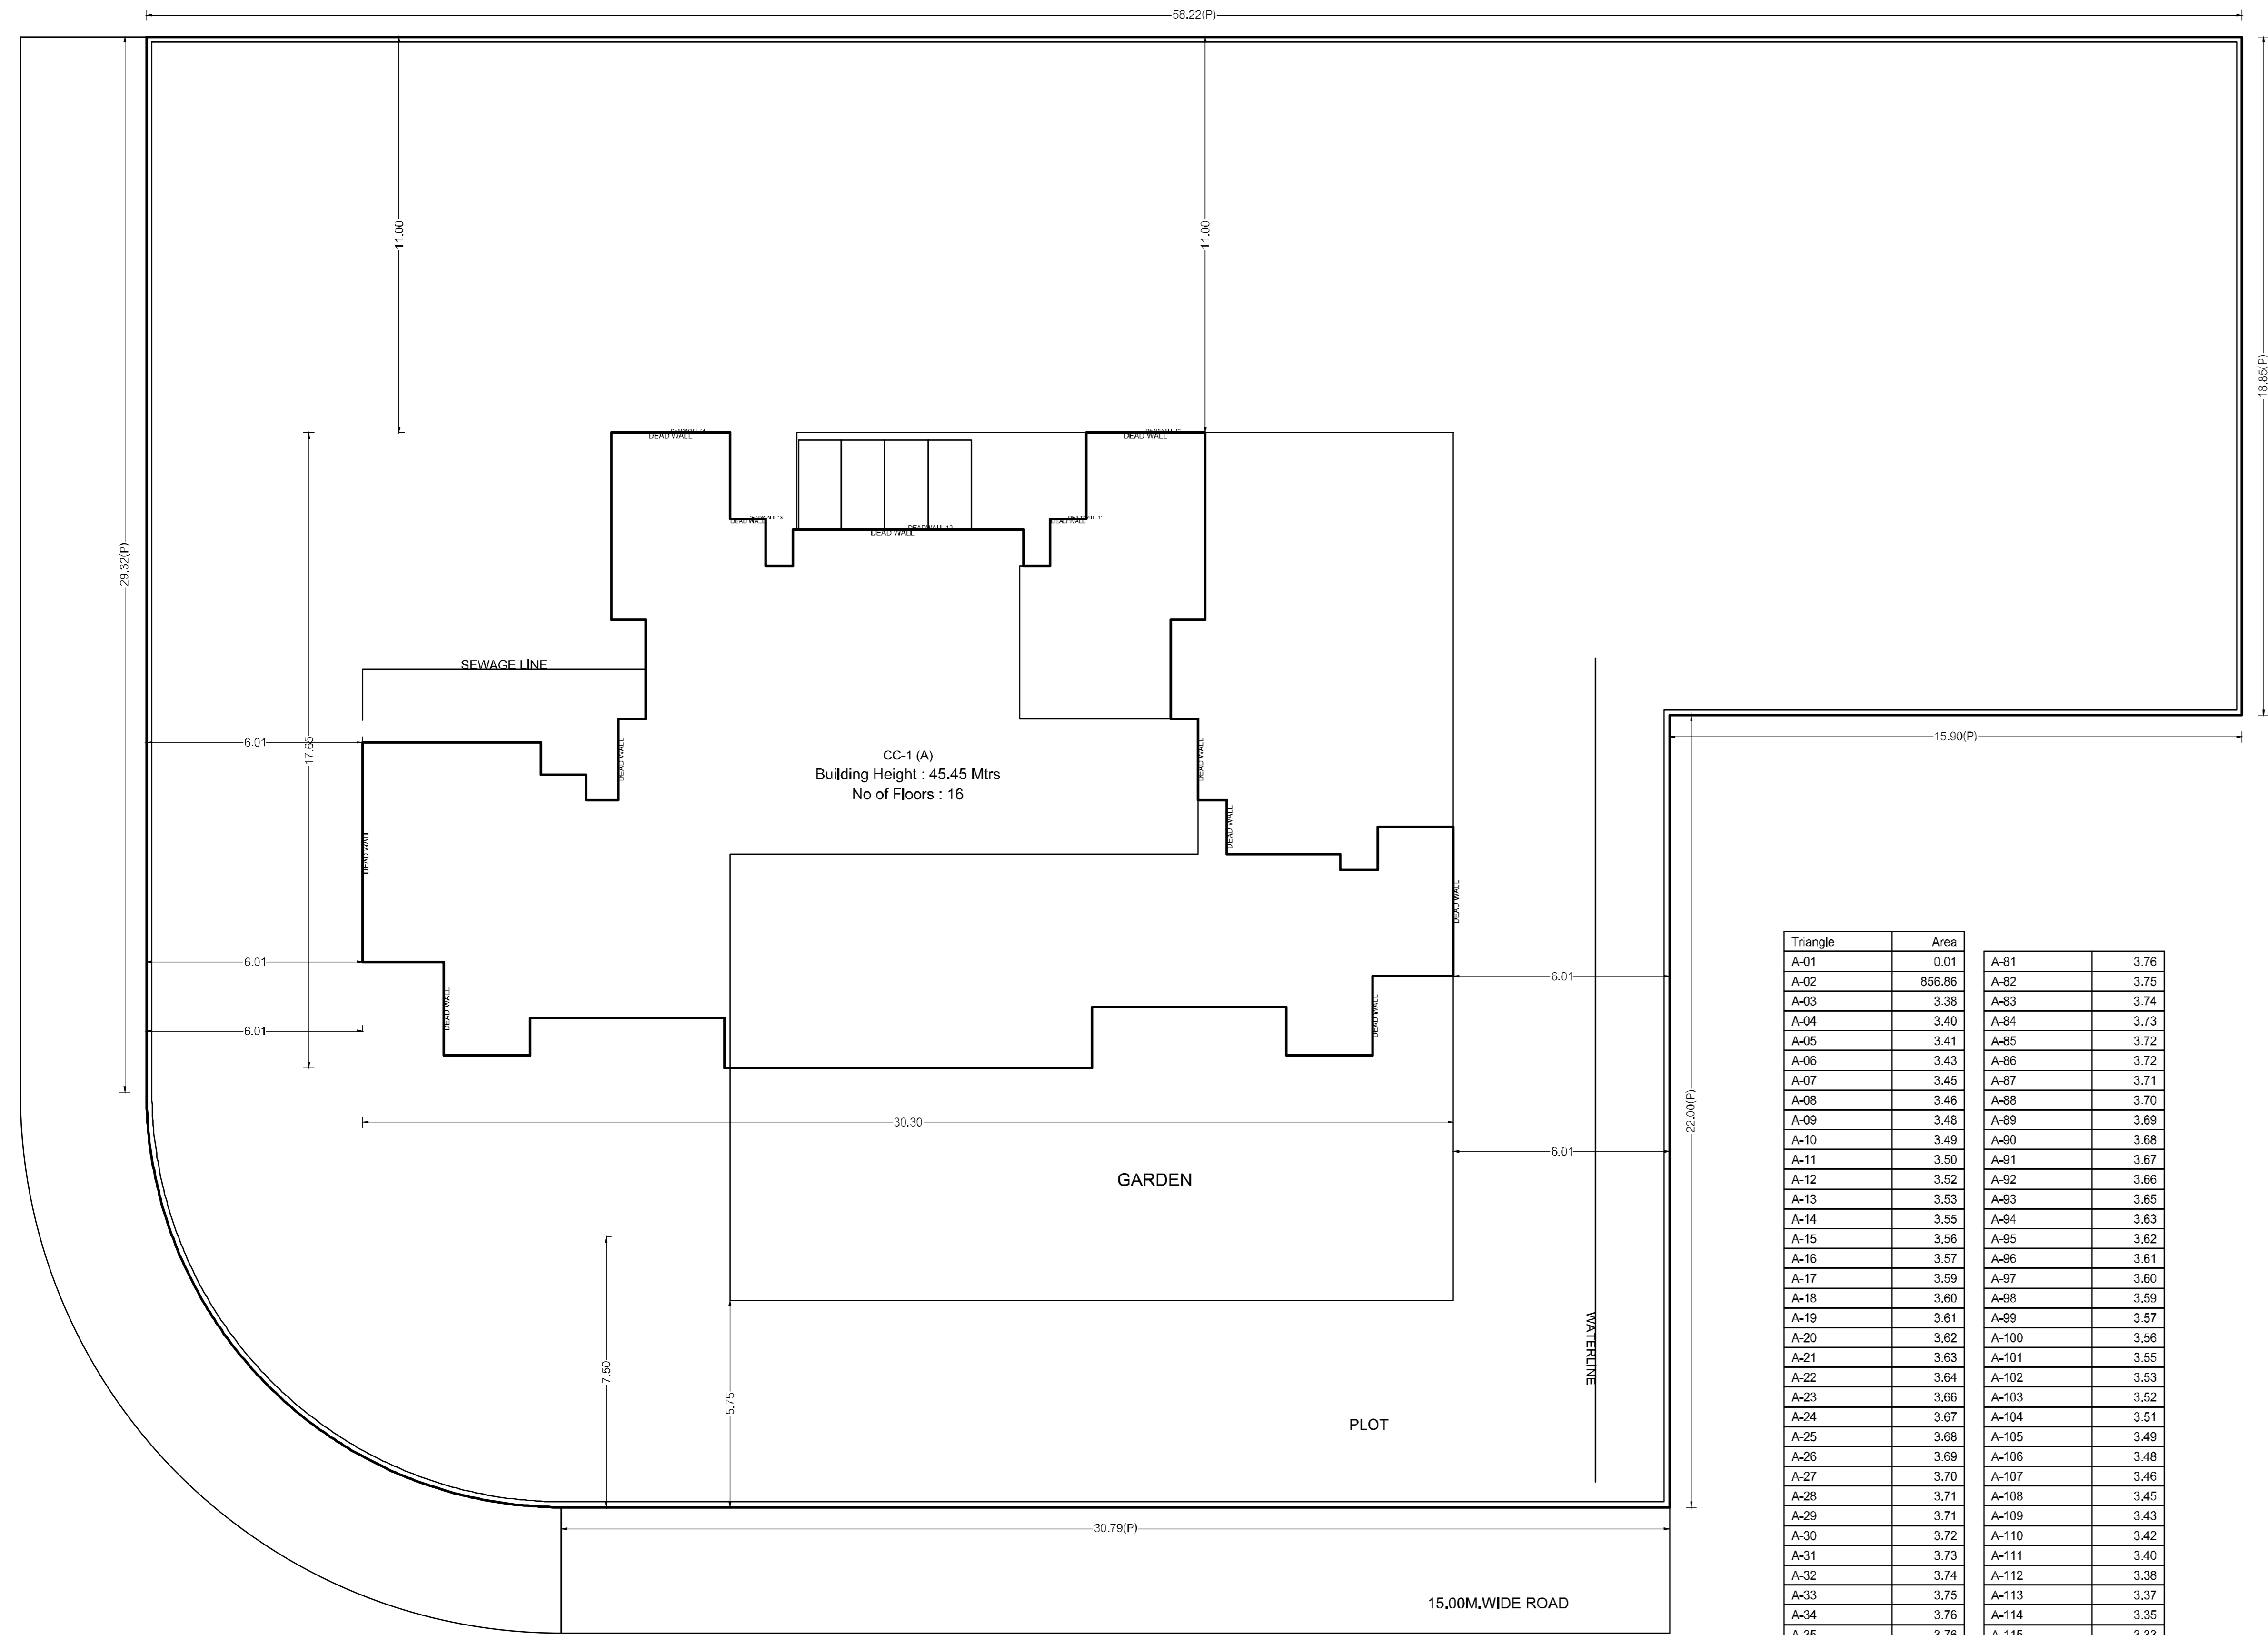 58.22(P)
11.00
11.00
18.85(P)
29.32(P)
DEAD WALL
DEAD WALL
DEAD WALL
DEAD WALL
DEADWALL-12
DEAD WALL
SEWAGE LINE
17.65
6.01
15.90(P)
DEAD WALL
DEAD WALL
CC-1 (A)
Building Height : 45.45 Mtrs
No of Floors : 16
DEAD WALL
DEAD WALL
DEAD WALL
6.01
6.01
DEAD WALL
DEAD WALL
6.01
22.00(P)
30.30
6.01
GARDEN
7.50
5.75
WATERLINE
PLOT
30.79(P)
15.00M.WIDE ROAD
Triangle Area
A-01 0.01 A-81 3.76
A-02 856.86 A-82 3.75
A-03 3.38 A-83 3.74
A-04 3.40 A-84 3.73
A-05 3.41 A-85 3.72
A-06 3.43 A-86 3.72
A-07 3.45 A-87 3.71
A-08 3.46 A-88 3.70
A-09 3.48 A-89 3.69
A-10 3.49 A-90 3.68
A-11 3.50 A-91 3.67
A-12 3.52 A-92 3.66
A-13 3.53 A-93 3.65
A-14 3.55 A-94 3.63
A-15 3.56 A-95 3.62
A-16 3.57 A-96 3.61
A-17 3.59 A-97 3.60
A-18 3.60 A-98 3.59
A-19 3.61 A-99 3.57
A-20 3.62 A-100 3.56
A-21 3.63 A-101 3.55
A-22 3.64 A-102 3.53
A-23 3.66 A-103 3.52
A-24 3.67 A-104 3.51
A-25 3.68 A-105 3.49
A-26 3.69 A-106 3.48
A-27 3.70 A-107 3.46
A-28 3.71 A-108 3.45
A-29 3.71 A-109 3.43
A-30 3.72 A-110 3.42
A-31 3.73 A-111 3.40
A-32 3.74 A-112 3.38
A-33 3.75 A-113 3.37
A-34 3.76 A-114 3.35
A-35 3.76 A-115 3.33